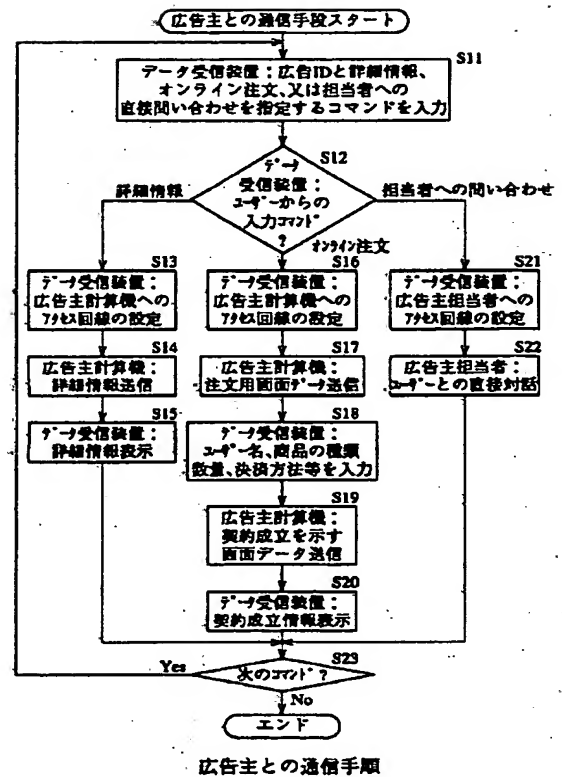 広告主との通信手段スタート
S11
データ受信装置：広告IDと詳細情報、
オンライン注文、又は担当者への
直接問い合わせを指定するコマンドを入力
S12
ﾃﾞｰﾀ
受信装置：
ﾕｰｻﾞｰからの
入力ｺﾏﾝﾄﾞ
?
詳細情報
オンライン注文
担当者への問い合わせ
S13
ﾃﾞｰﾀ受信装置：
広告主計算機への
ｱｸｾｽ回線の設定
S14
広告主計算機：
詳細情報送信
S15
ﾃﾞｰﾀ受信装置：
詳細情報表示
S16
ﾃﾞｰﾀ受信装置：
広告主計算機への
ｱｸｾｽ回線の設定
S17
広告主計算機：
注文用画面ﾃﾞｰﾀ送信
S18
ﾃﾞｰﾀ受信装置：
ﾕｰｻﾞｰ名、商品の種類
数量、決済方法等を入力
S19
広告主計算機：
契約成立を示す
画面データ送信
S20
ﾃﾞｰﾀ受信装置：
契約成立情報表示
S21
ﾃﾞｰﾀ受信装置：
広告主担当者への
ｱｸｾｽ回線の設定
S22
広告主担当者：
ﾕｰｻﾞｰとの直接対話
S23
次のｺﾏﾝﾄﾞ?
Yes
No
エンド
広告主との通信手順